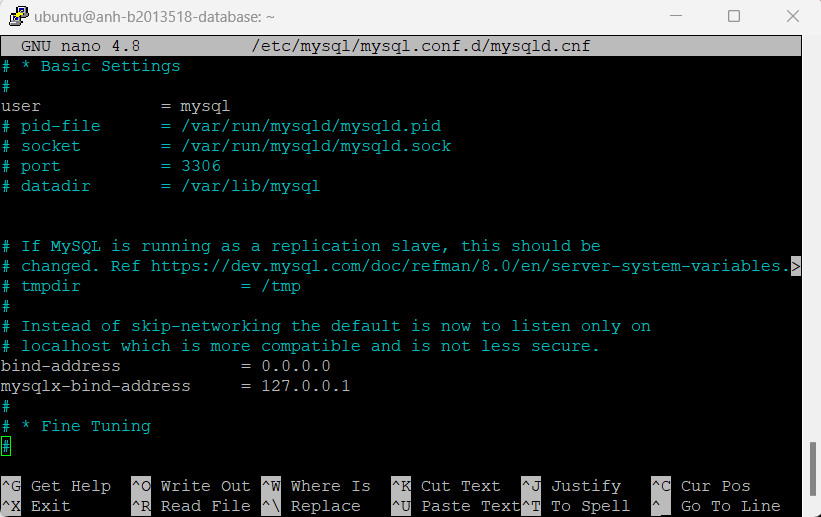 ubuntu@anh-b2013518-database: ~
GNU nano 4.8 /etc/mysql/mysql.conf.d/mysqld.cnf
# * Basic Settings
#
user = mysql
# pid-file = /var/run/mysqld/mysqld.pid
# socket = /var/run/mysqld/mysqld.sock
# port = 3306
# datadir = /var/lib/mysql
# If MySQL is running as a replication slave, this should be
# changed. Ref https://dev.mysql.com/doc/refman/8.0/en/server-system-variables.>
# tmpdir = /tmp
#
# Instead of skip-networking the default is now to listen only on
# localhost which is more compatible and is not less secure.
bind-address = 0.0.0.0
mysqlx-bind-address = 127.0.0.1
#
# * Fine Tuning
#
^G Get Help ^O Write Out ^W Where Is ^K Cut Text ^J Justify ^C Cur Pos
^X Exit ^R Read File ^\ Replace ^U Paste Text ^T To Spell ^_ Go To Line